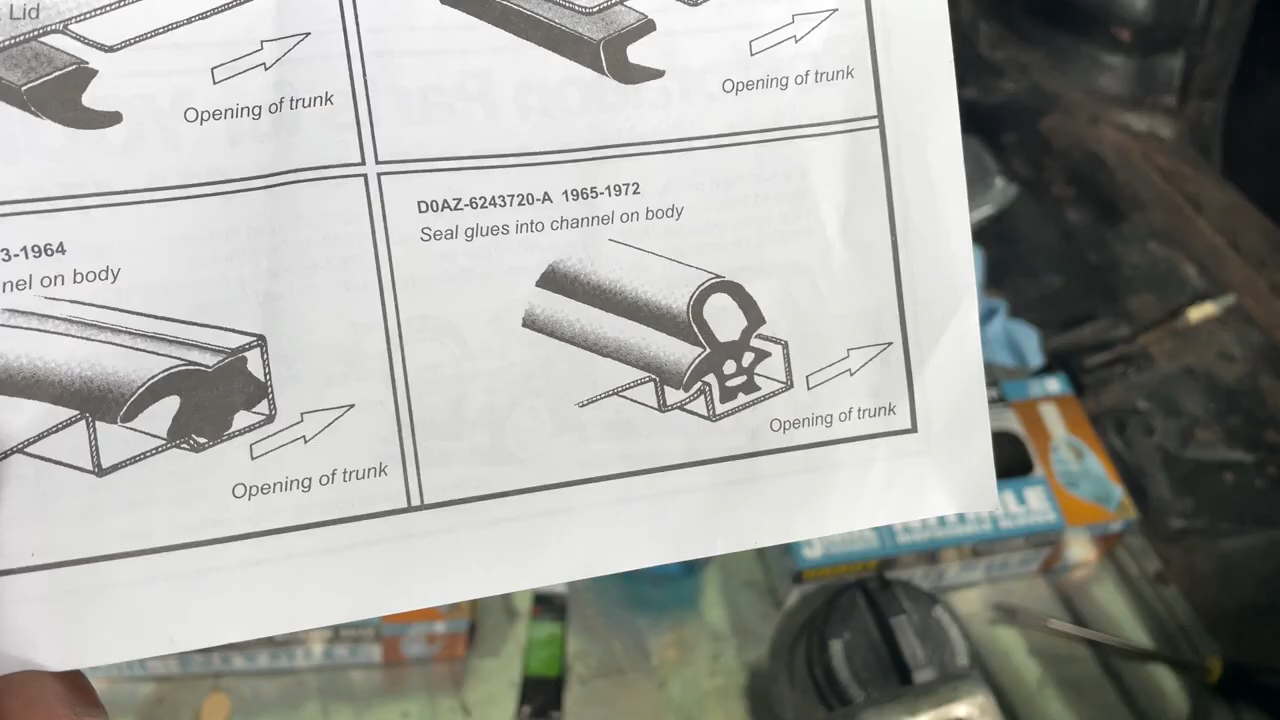 Lid
Opening of trunk
Opening of trunk
3-1964
nel on body
Opening of trunk
D0AZ-6243720-A 1965-1972
Seal glues into channel on body
Opening of trunk